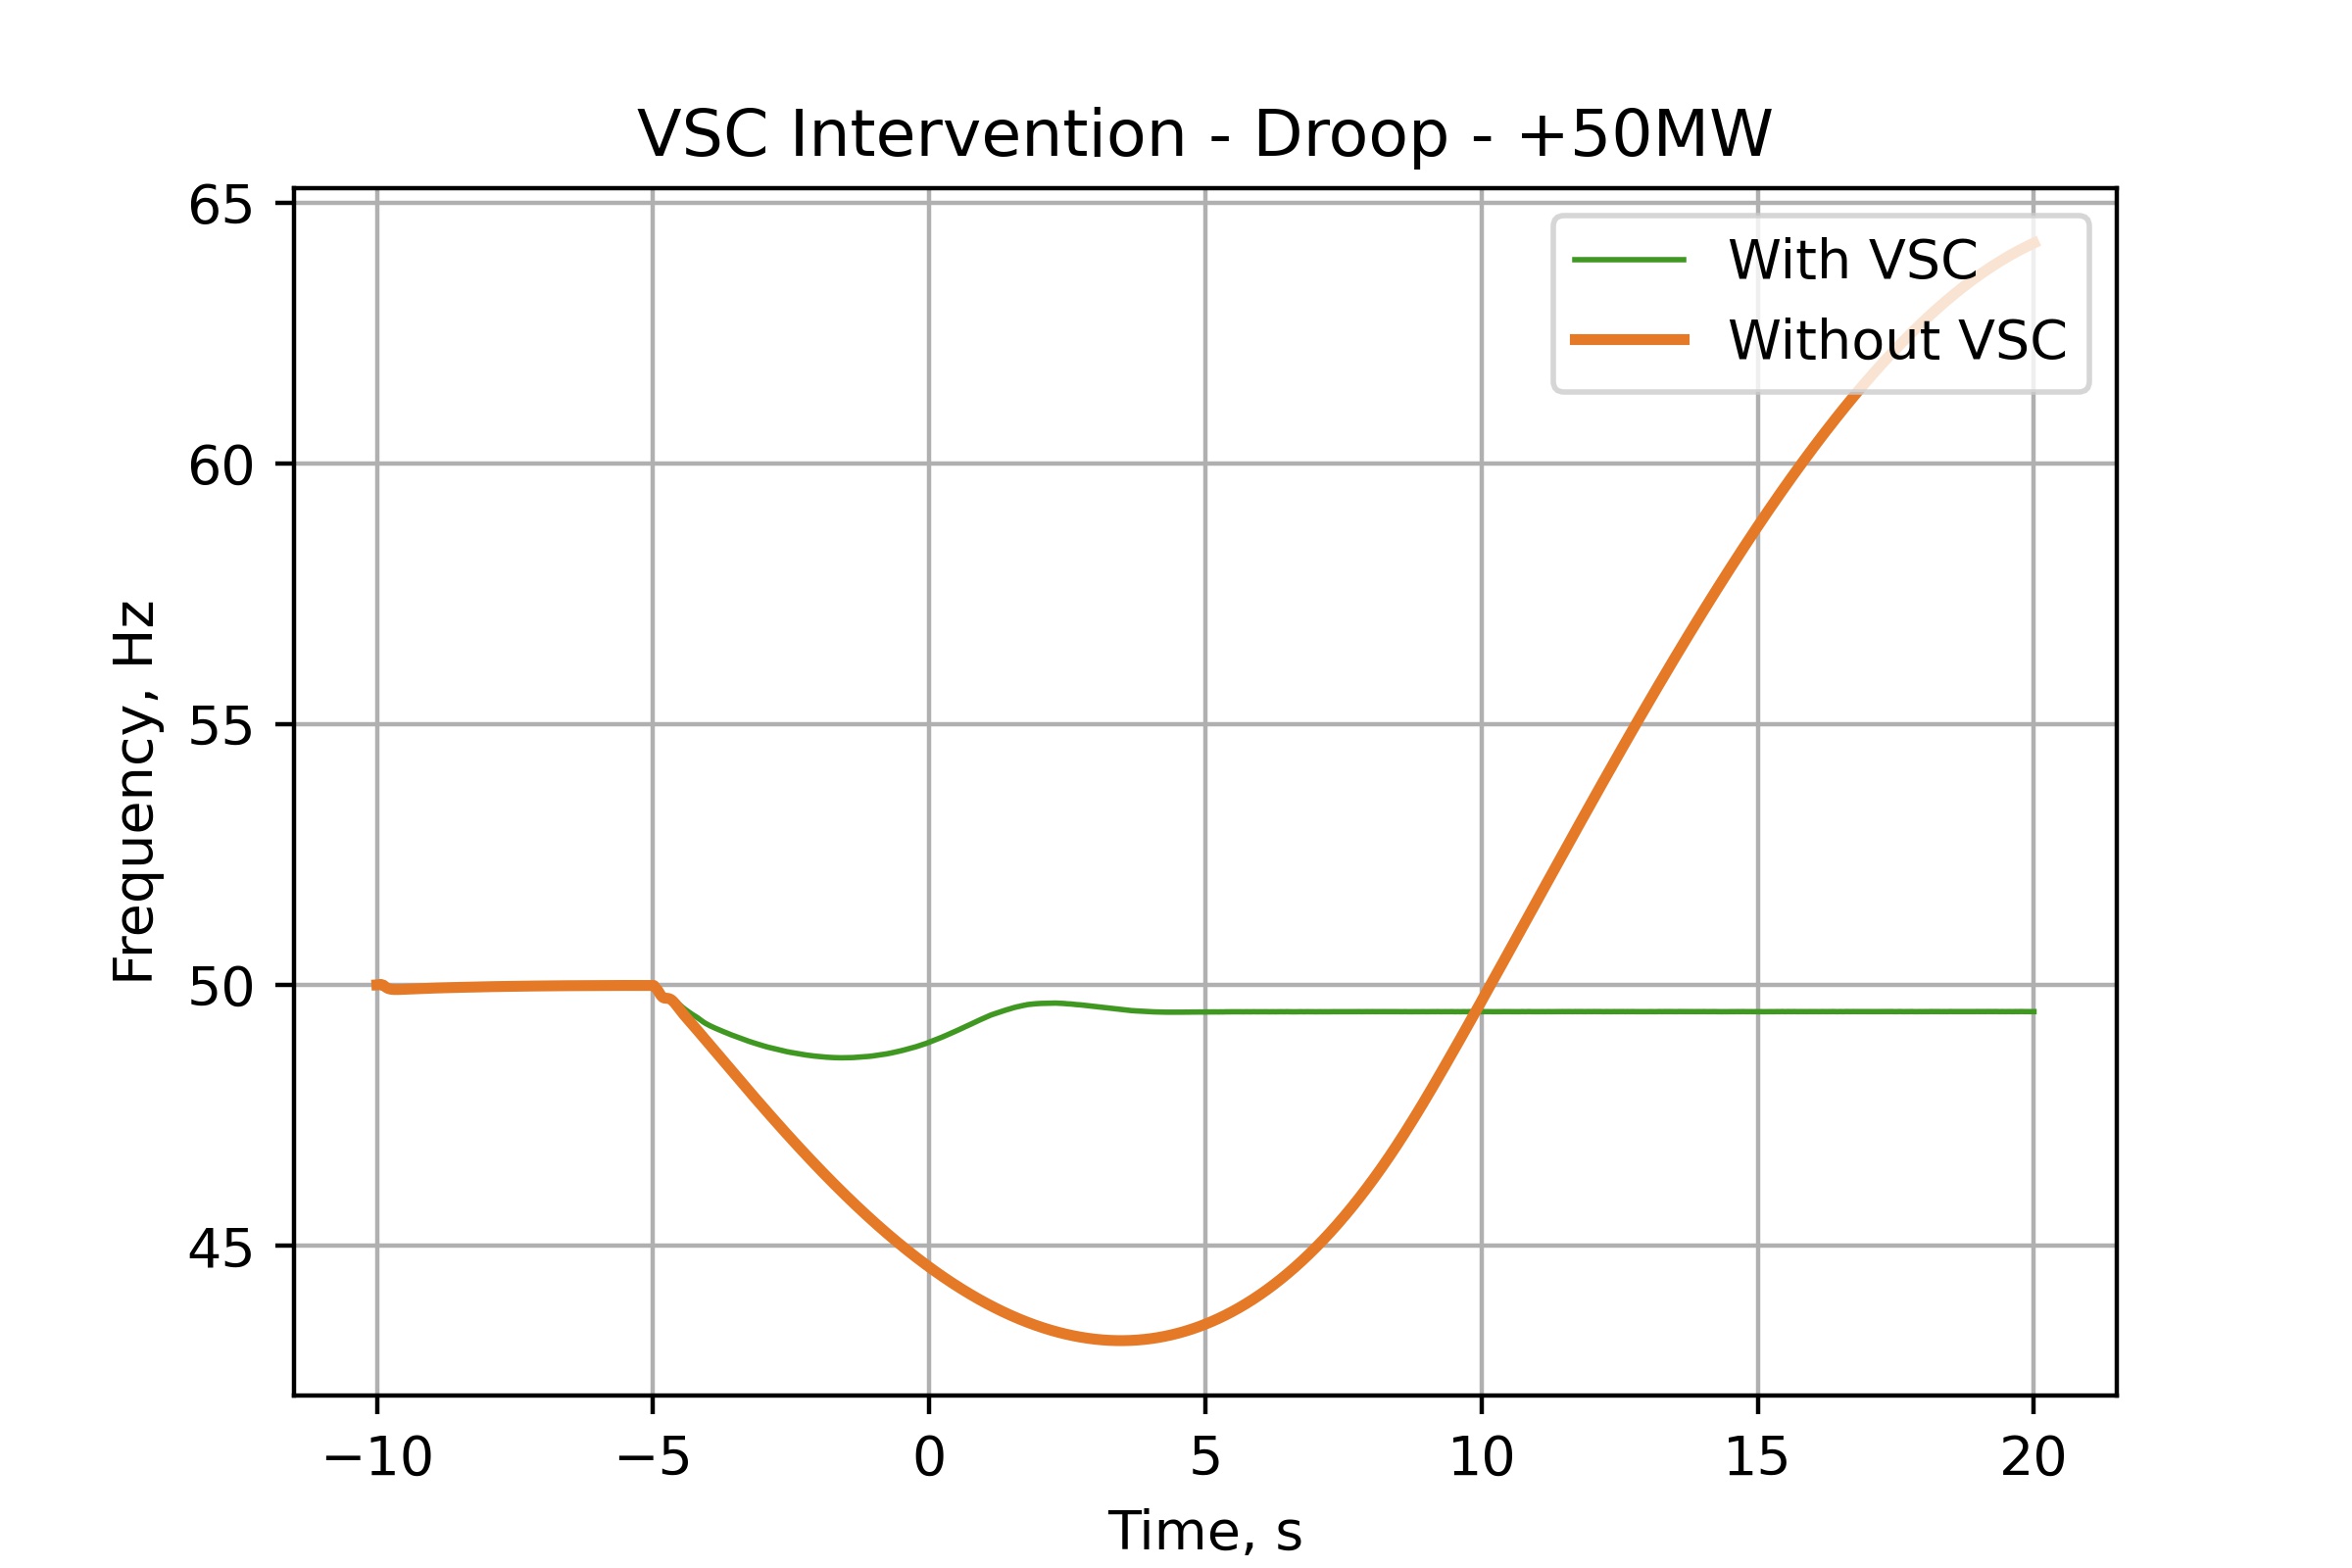 VSC Intervention - Droop - +50MW
65
60
55
50
45
Frequency, Hz
With VSC
Without VSC
−10
−5
0
5
10
15
20
Time, s